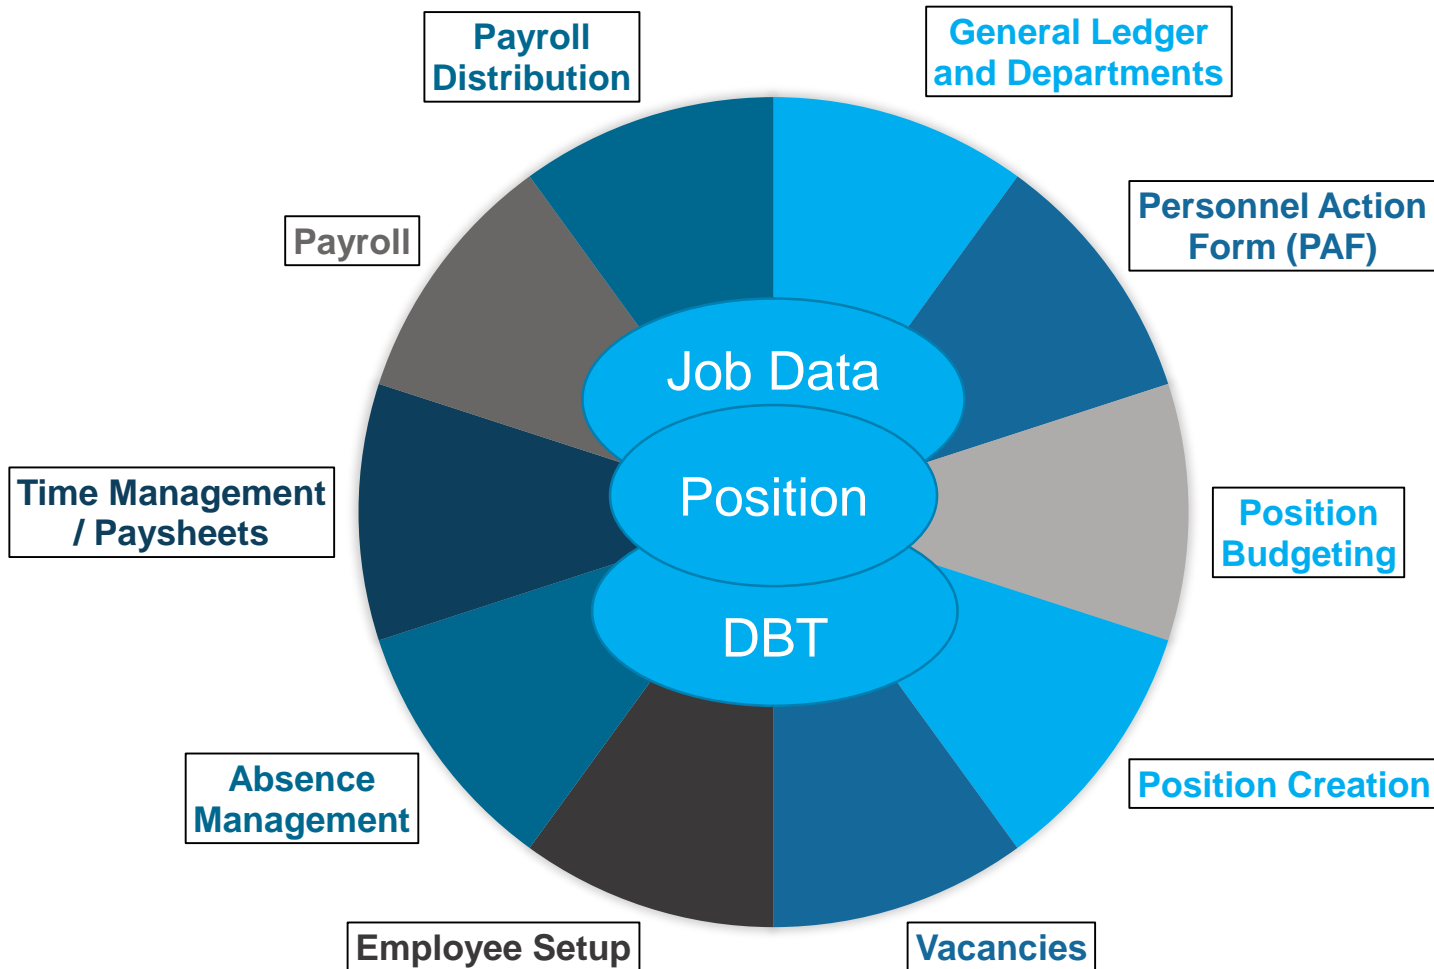 Payroll
Distribution
General Ledger
and Departments
Personnel Action
Form (PAF)
Payroll
Job Data
Position
DBT
Time Management
/ Paysheets
Position
Budgeting
Absence
Management
Position Creation
Employee Setup
Vacancies